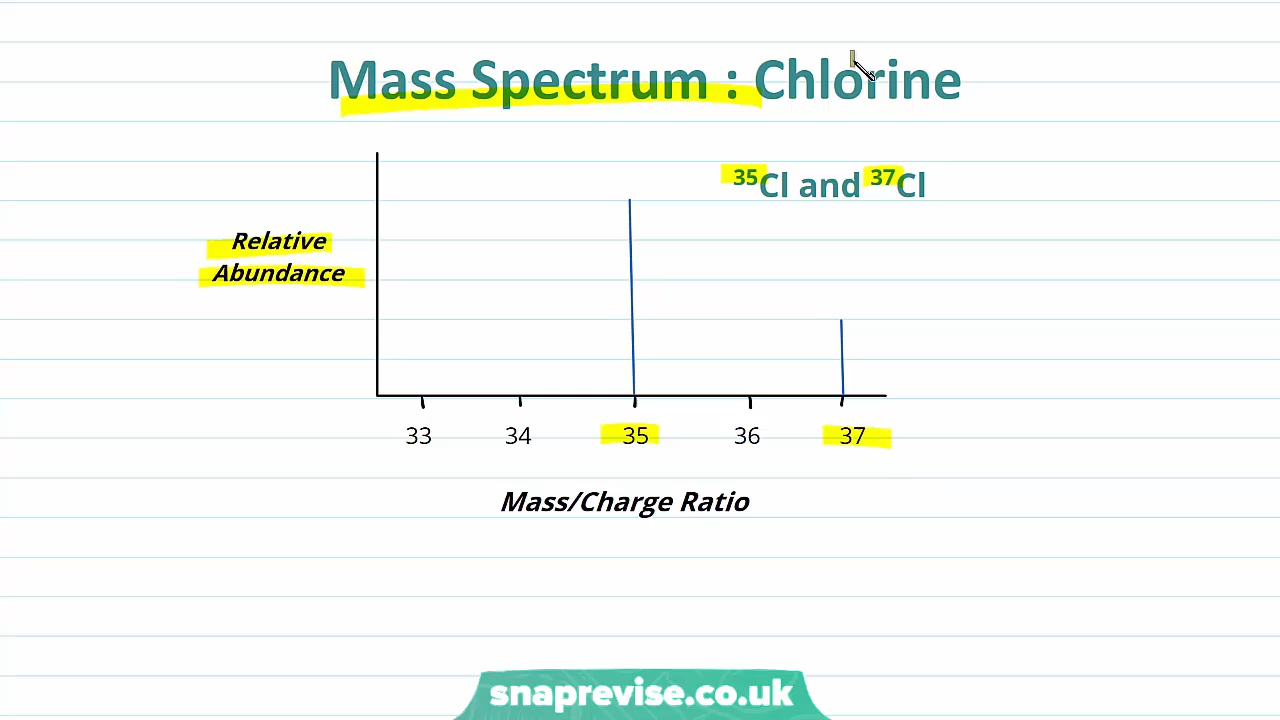 Mass Spectrum : Chlorine
³⁵Cl and ³⁷Cl
Relative
Abundance
33 34 35 36 37
Mass/Charge Ratio
snaprevise.co.uk